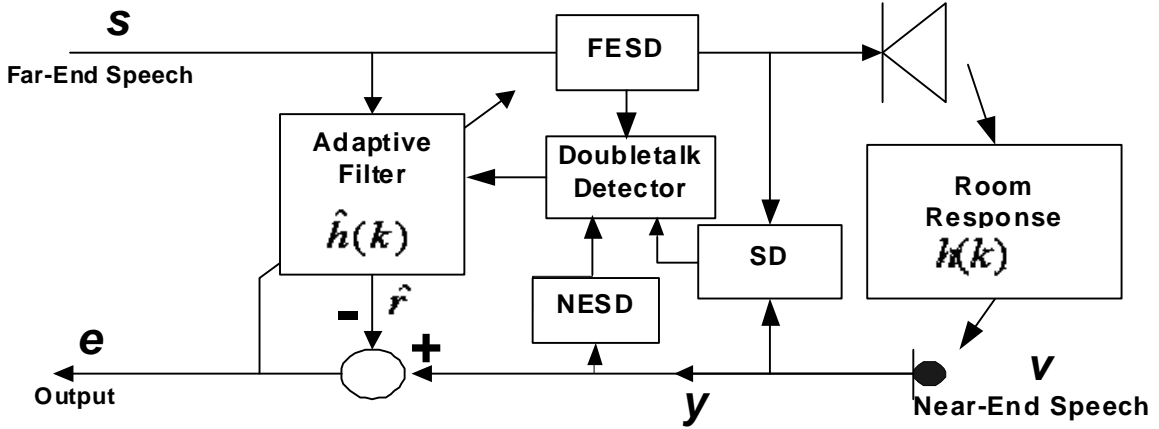 s
Far-End Speech
FESD
Adaptive
Filter
ĥ(k)
Doubletalk
Detector
SD
Room
Response
h(k)
NESD
-
r̂
+
e
Output
y
v
Near-End Speech